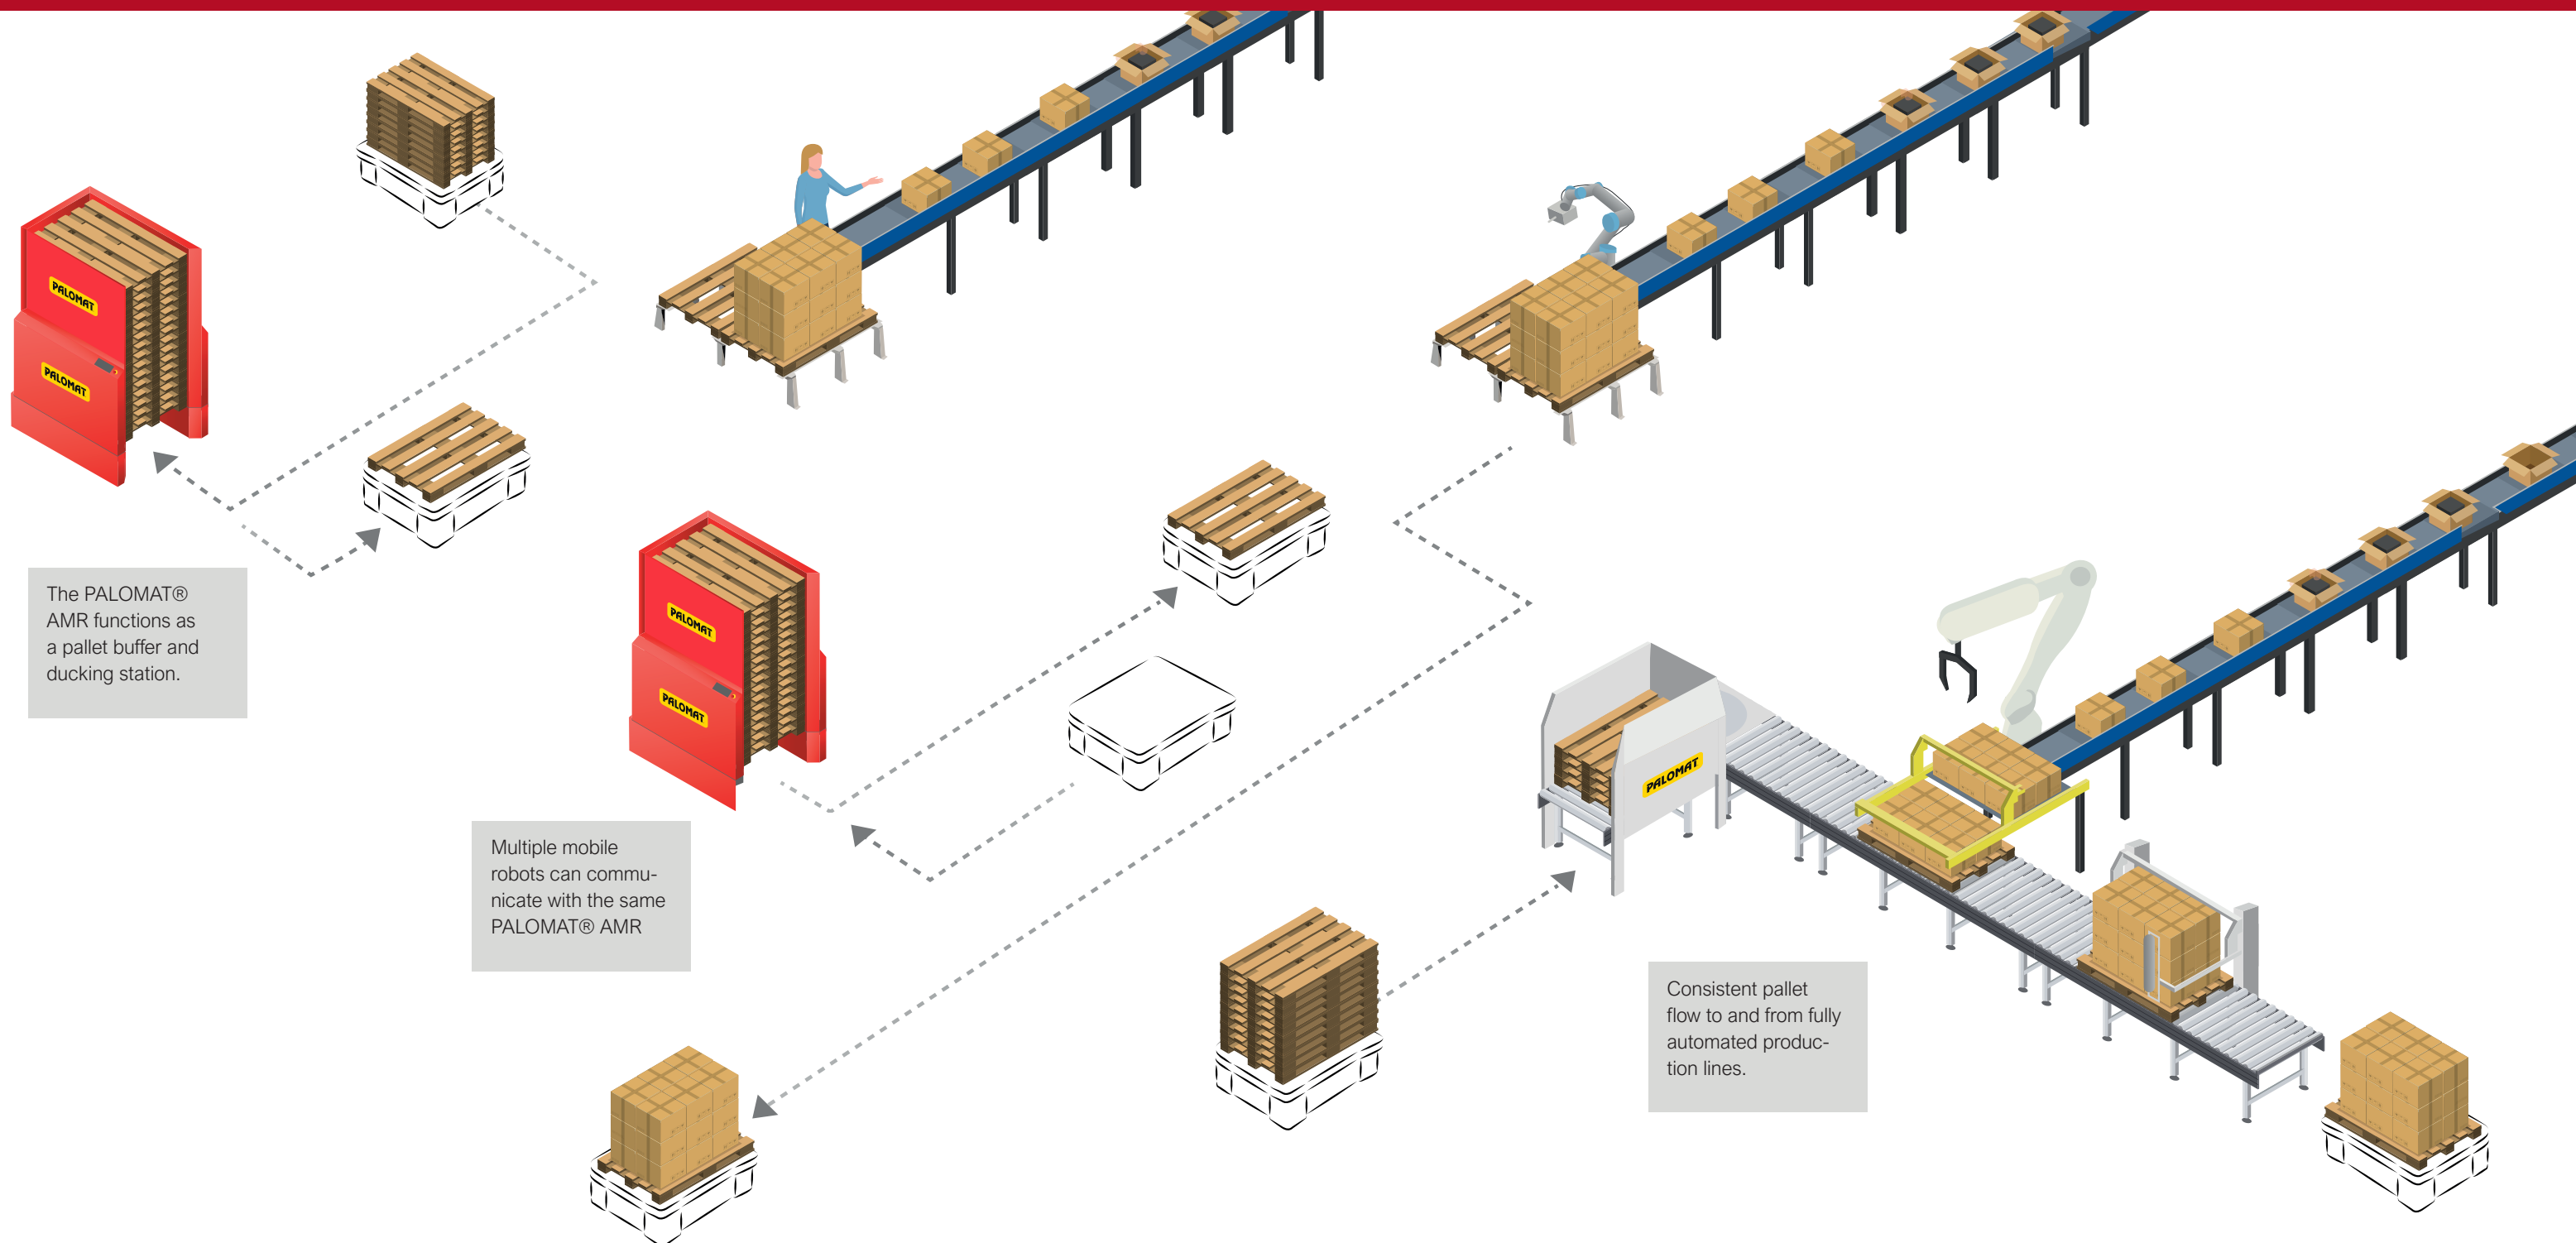 PALOMAT
PALOMAT
The PALOMAT®
AMR functions as
a pallet buffer and
ducking station.
PALOMAT
PALOMAT
Multiple mobile
robots can commu-
nicate with the same
PALOMAT® AMR
PALOMAT
Consistent pallet
flow to and from fully
automated produc-
tion lines.